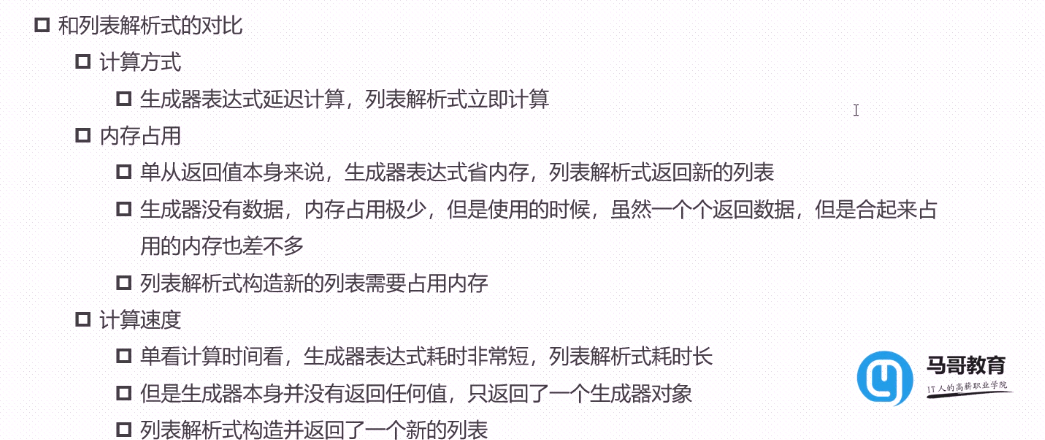 和列表解析式的对比
计算方式
生成器表达式延迟计算，列表解析式立即计算
内存占用
单从返回值本身来说，生成器表达式省内存，列表解析式返回新的列表
生成器没有数据，内存占用极少，但是使用的时候，虽然一个个返回数据，但是合起来占
用的内存也差不多
列表解析式构造新的列表需要占用内存
计算速度
单看计算时间看，生成器表达式耗时非常短，列表解析式耗时长
但是生成器本身并没有返回任何值，只返回了一个生成器对象
列表解析式构造并返回了一个新的列表
马哥教育
IT人的高薪职业学院